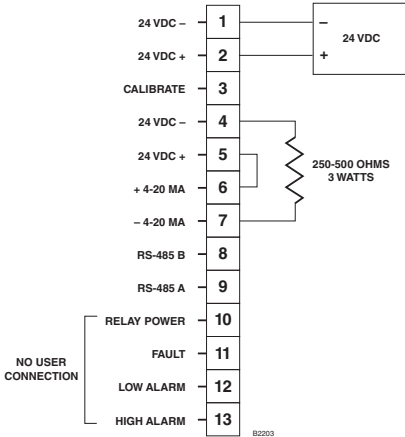 24 VDC – 1
24 VDC + 2
CALIBRATE 3
24 VDC – 4
24 VDC + 5
+ 4-20 MA 6
– 4-20 MA 7
RS-485 B 8
RS-485 A 9
RELAY POWER 10
FAULT 11
LOW ALARM 12
HIGH ALARM 13
–
24 VDC
+
250-500 OHMS
3 WATTS
NO USER
CONNECTION
B2203